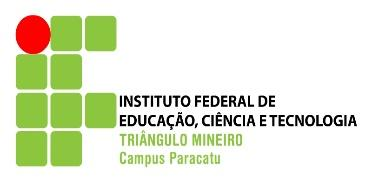 INSTITUTO FEDERAL DE
EDUCAÇÃO, CIÊNCIA E TECNOLOGIA
TRIÂNGULO MINEIRO
Campus Paracatu